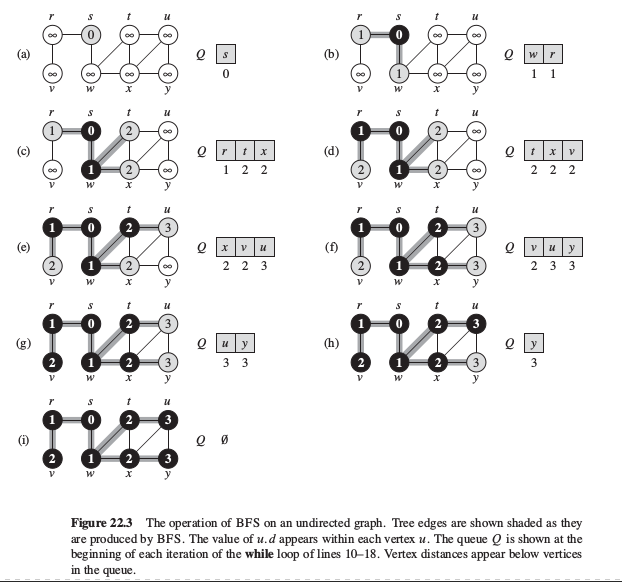 r s t u
(a) ∞ 0 ∞ ∞ Q s
∞ ∞ ∞ ∞ 0
v w x y
r s t u
(b) 1 0 ∞ ∞ Q w r
∞ 1 ∞ ∞ 1 1
v w x y
r s t u
(c) 1 0 2 ∞ Q r t x
∞ 1 2 ∞ 1 2 2
v w x y
r s t u
(d) 1 0 2 ∞ Q t x v
2 1 2 ∞ 2 2 2
v w x y
r s t u
(e) 1 0 2 3 Q x v u
2 1 2 ∞ 2 2 3
v w x y
r s t u
(f) 1 0 2 3 Q v u y
2 1 2 3 2 3 3
v w x y
r s t u
(g) 1 0 2 3 Q u y
2 1 2 3 3 3
v w x y
r s t u
(h) 1 0 2 3 Q y
2 1 2 3 3
v w x y
r s t u
(i) 1 0 2 3 Q ∅
2 1 2 3
v w x y
Figure 22.3 The operation of BFS on an undirected graph. Tree edges are shown shaded as they
are produced by BFS. The value of u.d appears within each vertex u. The queue Q is shown at the
beginning of each iteration of the while loop of lines 10–18. Vertex distances appear below vertices
in the queue.